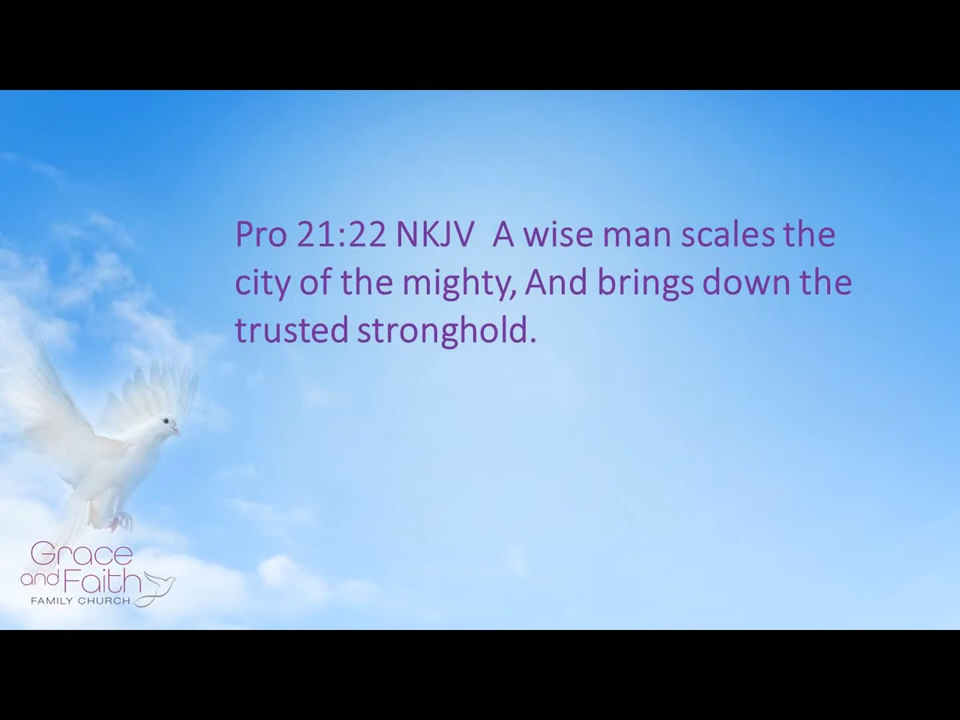 Pro 21:22 NKJV  A wise man scales the
city of the mighty, And brings down the
trusted stronghold.
Grace
and Faith
FAMILY CHURCH